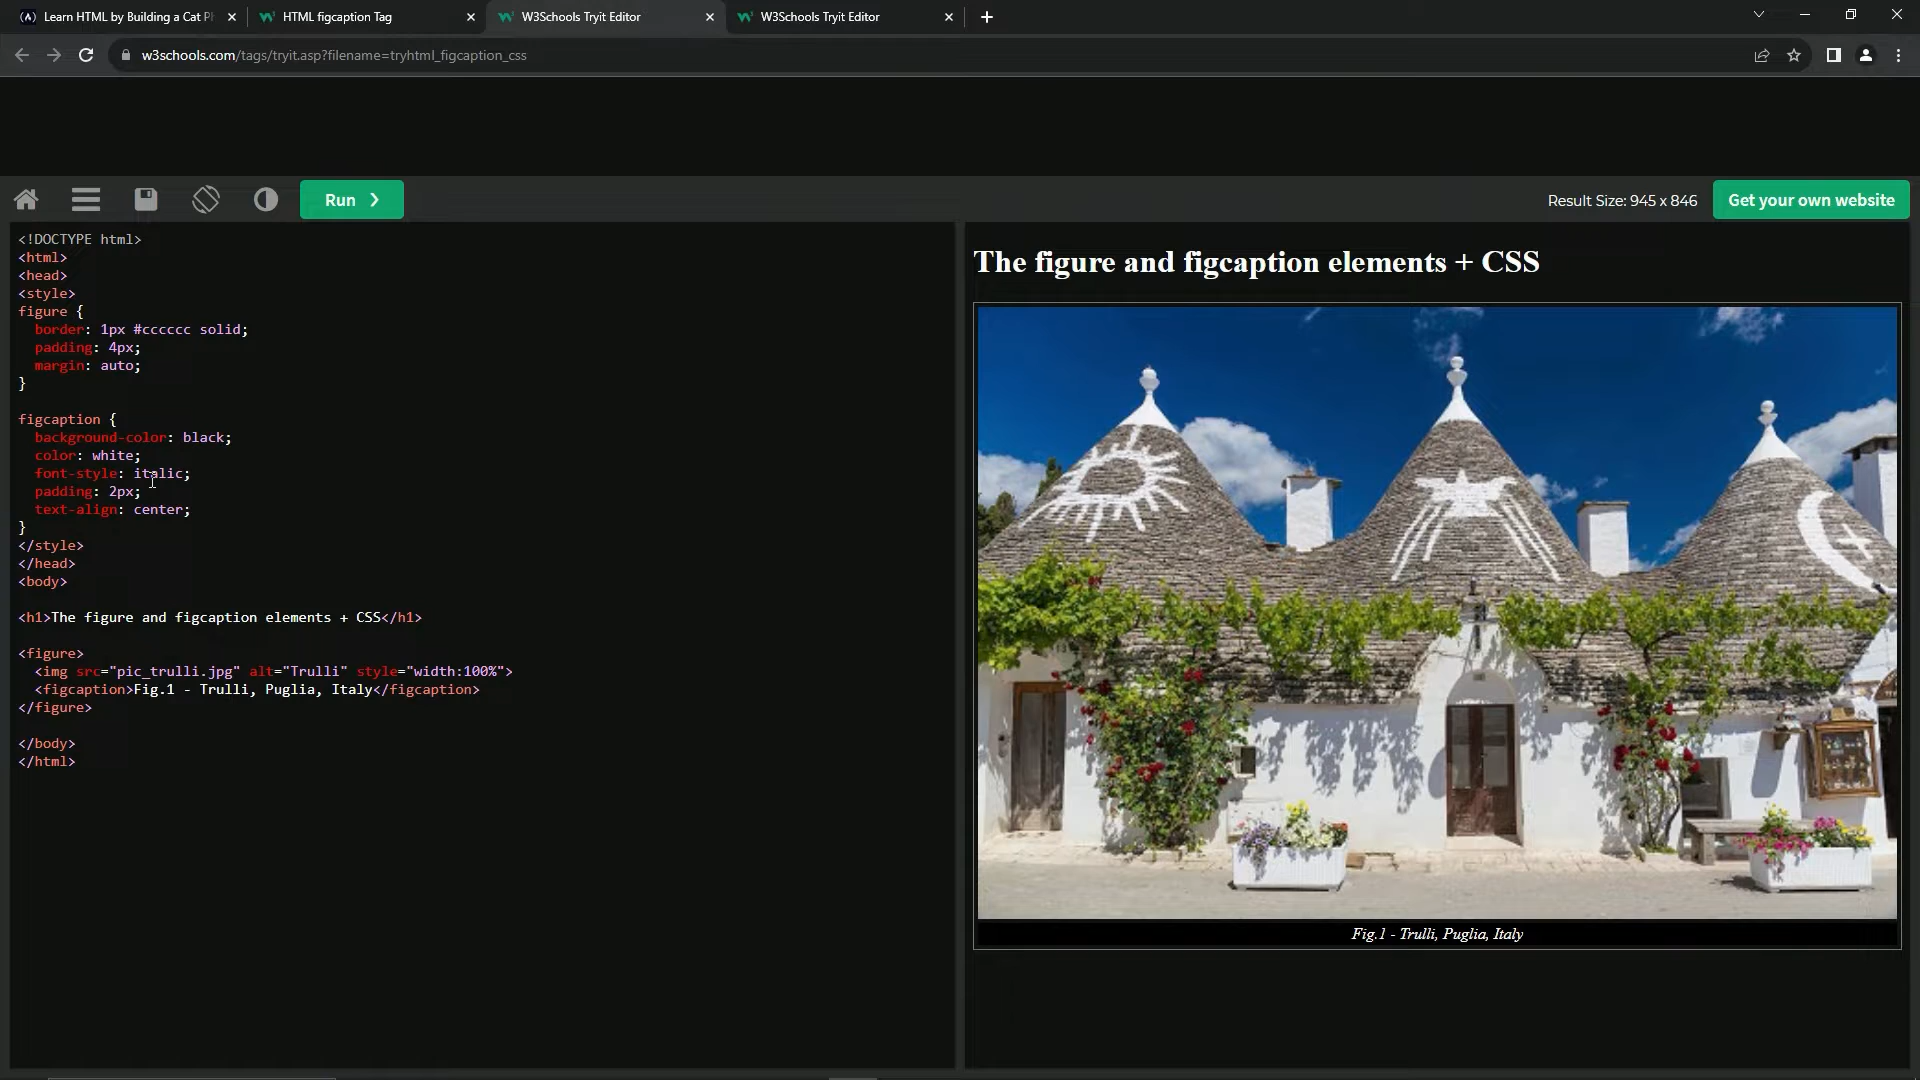 Learn HTML by Building a Cat P
HTML figcaption Tag
W3Schools Tryit Editor
W3Schools Tryit Editor
w3schools.com/tags/tryit.asp?filename=tryhtml_figcaption_css
Run ❯
Result Size: 945 x 846
Get your own website
<!DOCTYPE html>
<html>
<head>
<style>
figure {
  border: 1px #cccccc solid;
  padding: 4px;
  margin: auto;
}
figcaption {
  background-color: black;
  color: white;
  font-style: italic;
  padding: 2px;
  text-align: center;
}
</style>
</head>
<body>
<h1>The figure and figcaption elements + CSS</h1>
<figure>
  <img src="pic_trulli.jpg" alt="Trulli" style="width:100%">
  <figcaption>Fig.1 - Trulli, Puglia, Italy</figcaption>
</figure>
</body>
</html>
The figure and figcaption elements + CSS
Fig.1 - Trulli, Puglia, Italy